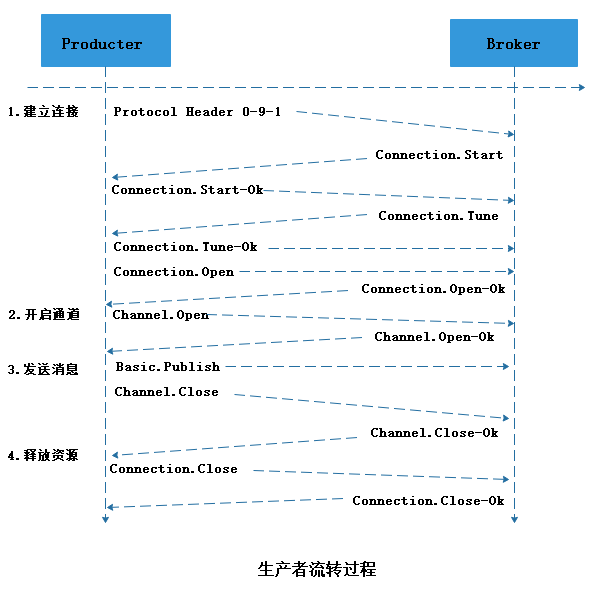 Producter
Broker
1.建立连接
Protocol Header 0-9-1
Connection.Start
Connection.Start-Ok
Connection.Tune
Connection.Tune-Ok
Connection.Open
Connection.Open-Ok
2.开启通道
Channel.Open
Channel.Open-Ok
3.发送消息
Basic.Publish
Channel.Close
Channel.Close-Ok
4.释放资源
Connection.Close
Connection.Close-Ok
生产者流转过程